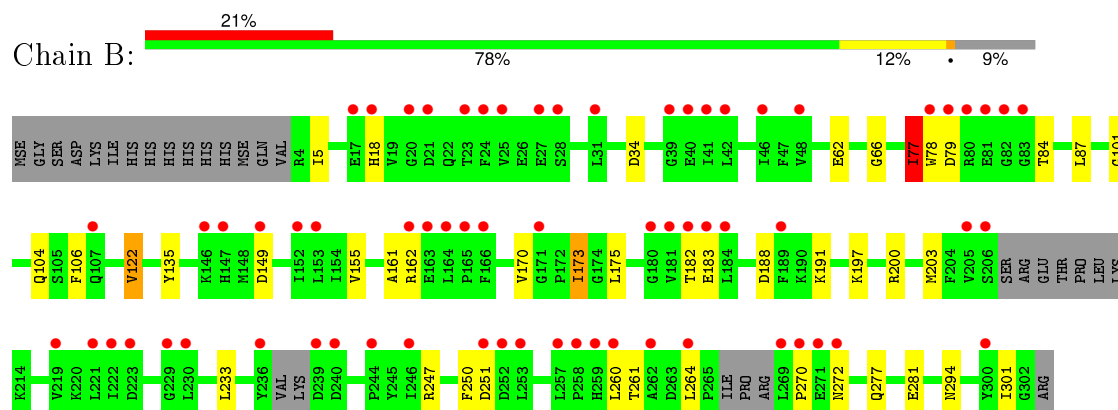 21%
Chain B:
78% 12% • 9%
MSE GLY SER ASP LYS ILE HIS HIS HIS HIS HIS HIS MSE GLN VAL R4 I5 E17 H18 V19 G20 D21 Q22 T23 F24 V25 E26 E27 S28 L31 D34 G39 E40 I41 L42 I46 F47 V48 E62 G66 I77 W78 D79 R80 E81 G82 G83 T84 L87 G101
Q104 S105 F106 Q107 V122 Y135 K146 H147 M148 D149 I152 L153 I154 V155 A161 R162 E163 L164 P165 F166 V170 G171 P172 I173 G174 L175 G180 V181 T182 E183 L184 D188 F189 K190 K191 K197 R200 M203 F204 V205 S206 SER ARG GLU THR PRO LEU LYS
K214 V219 K220 L221 I222 D223 G229 L230 L233 Y236 VAL LYS D239 D240 P244 Y245 I246 R247 F250 D251 D252 L253 L257 P258 H259 L260 T261 A262 D263 L264 P265 ILE PRO ARG L269 P270 E271 N272 Q277 E281 N294 Y300 I301 G302 ARG